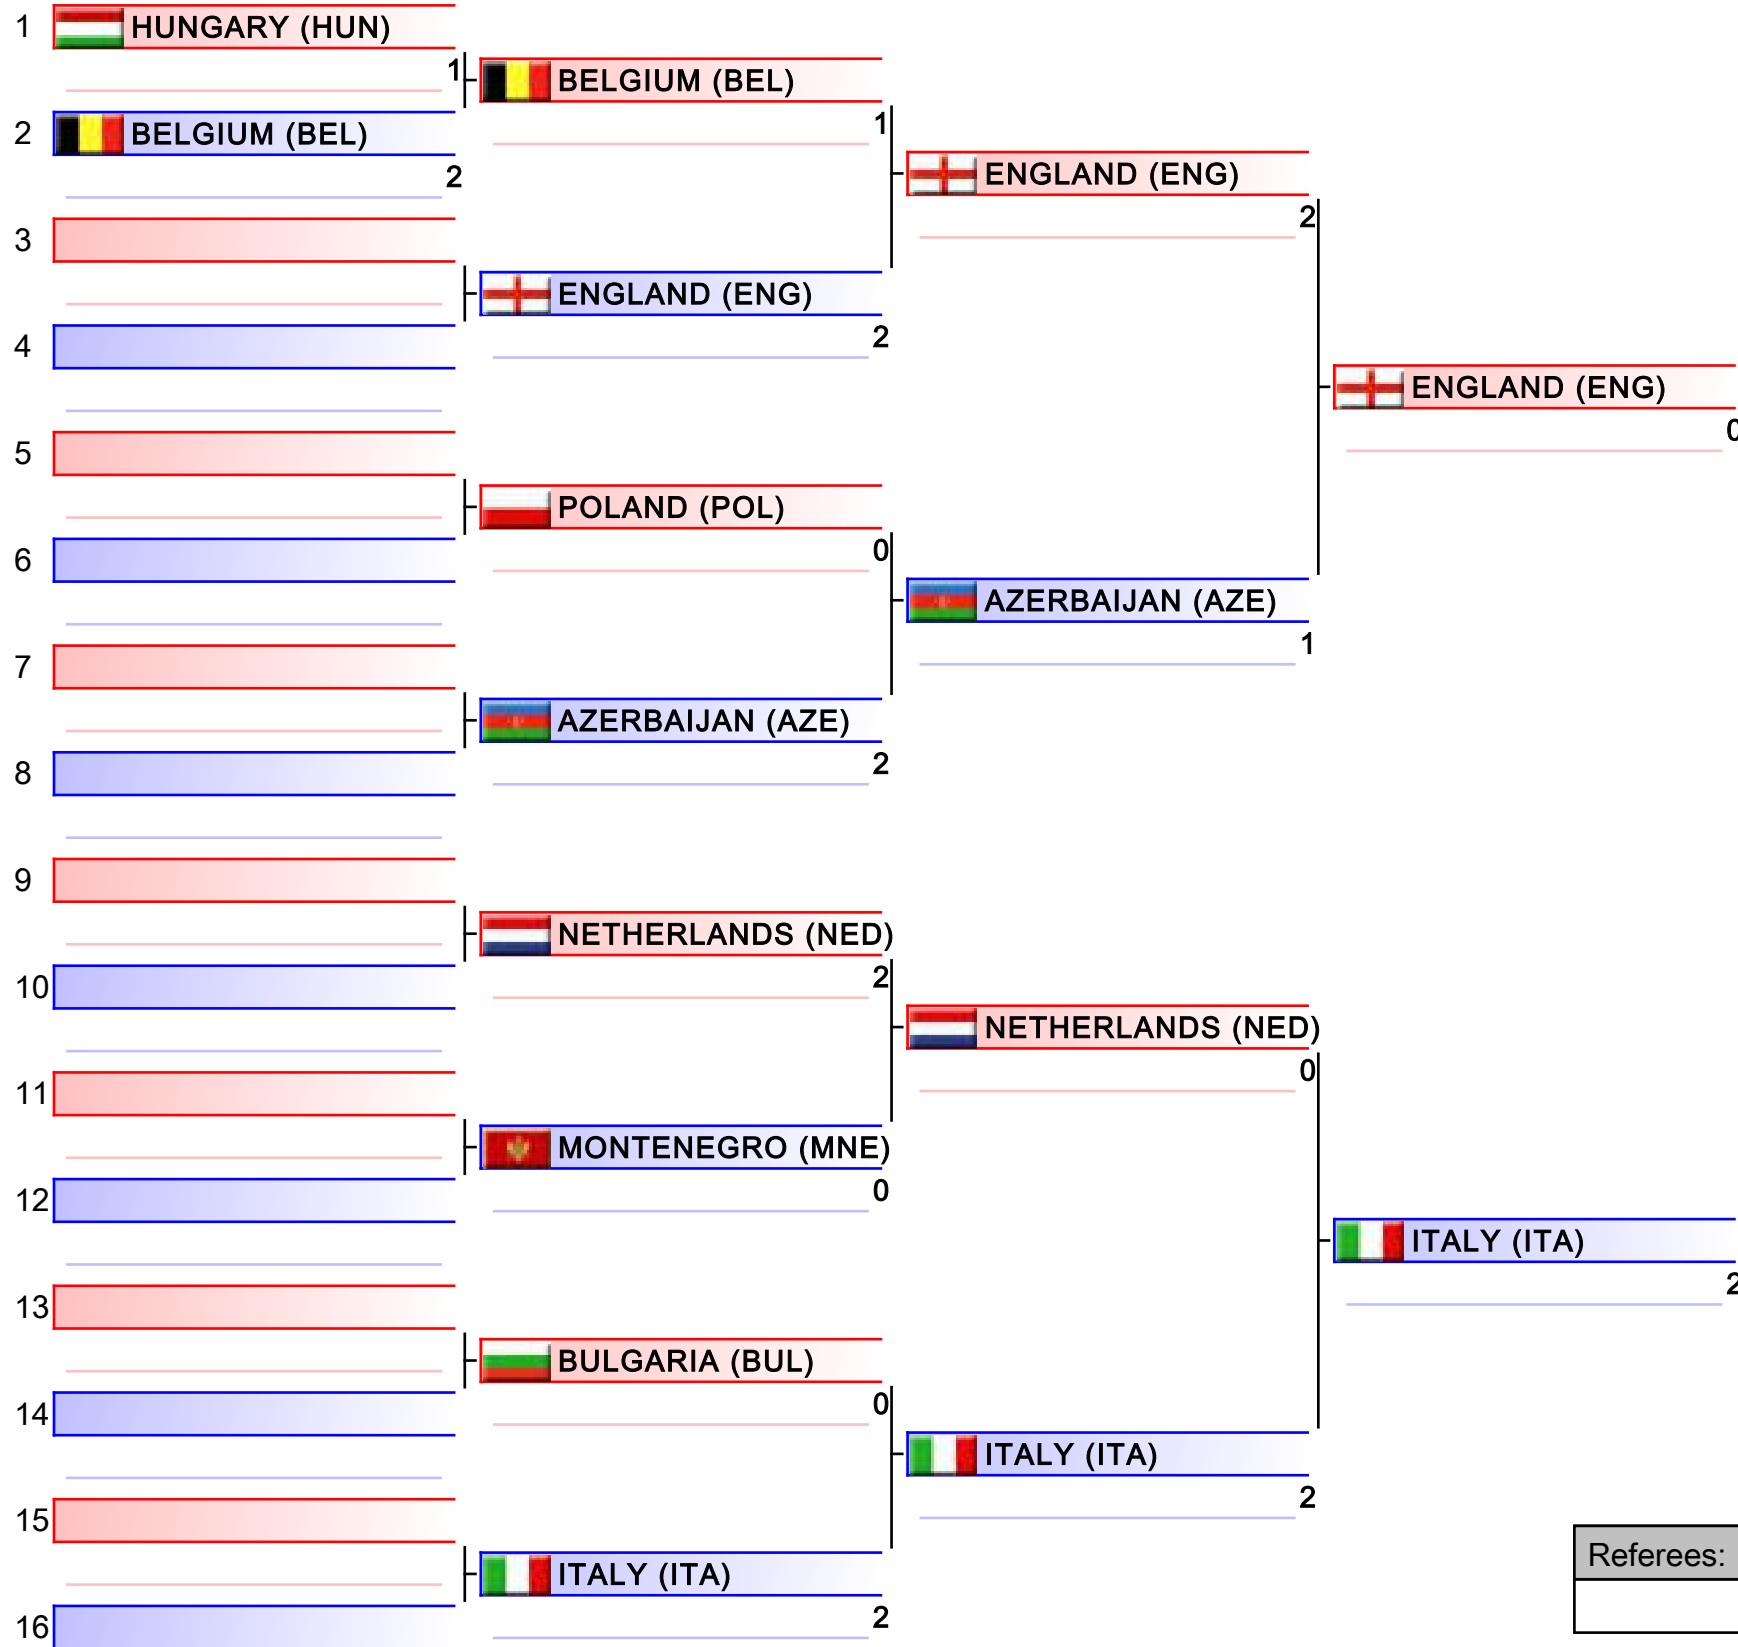 1 HUNGARY (HUN)
1 BELGIUM (BEL)
2 BELGIUM (BEL)
1
ENGLAND (ENG)
2
2
3
ENGLAND (ENG)
2
4
ENGLAND (ENG)
0
5
POLAND (POL)
0
6
AZERBAIJAN (AZE)
1
7
AZERBAIJAN (AZE)
2
8
9
NETHERLANDS (NED)
2
10
NETHERLANDS (NED)
0
11
MONTENEGRO (MNE)
0
12
ITALY (ITA)
2
13
BULGARIA (BUL)
0
14
ITALY (ITA)
2
15
Referees:
ITALY (ITA)
2
16